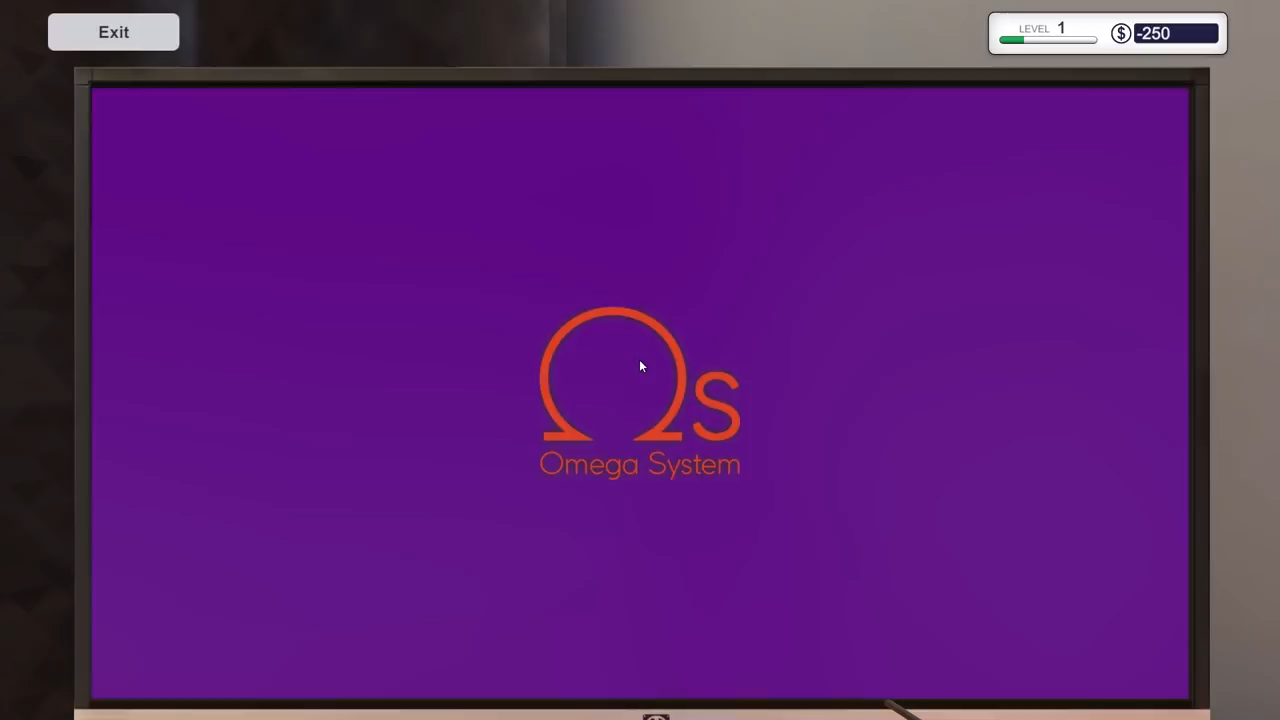 Exit
LEVEL 1
$ -250
Ωs
Omega System